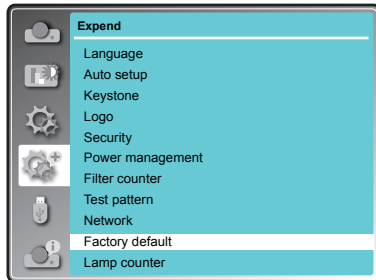 Expend
Language
Auto setup
Keystone
Logo
Security
Power management
Filter counter
Test pattern
Network
Factory default
Lamp counter